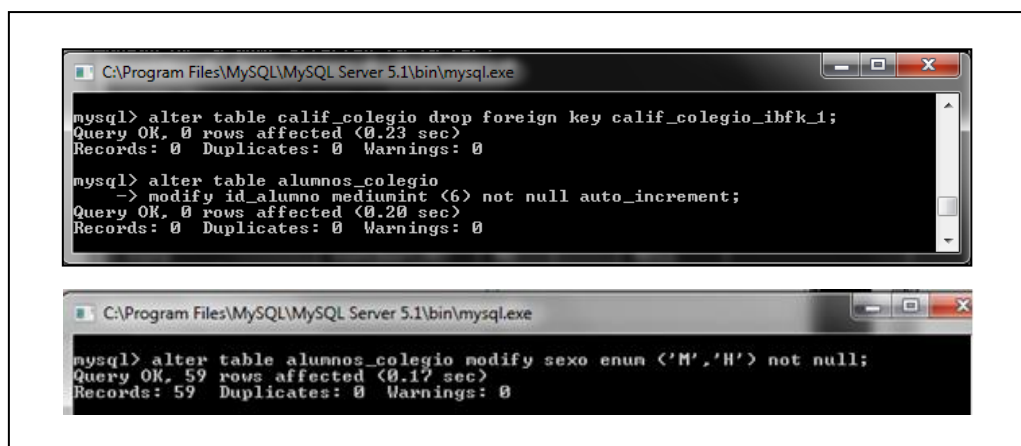 C:\Program Files\MySQL\MySQL Server 5.1\bin\mysql.exe
mysql> alter table calif_colegio drop foreign key calif_colegio_ibfk_1;
Query OK, 0 rows affected (0.23 sec)
Records: 0  Duplicates: 0  Warnings: 0
mysql> alter table alumnos_colegio
    -> modify id_alumno mediumint (6) not null auto_increment;
Query OK, 0 rows affected (0.20 sec)
Records: 0  Duplicates: 0  Warnings: 0
C:\Program Files\MySQL\MySQL Server 5.1\bin\mysql.exe
mysql> alter table alumnos_colegio modify sexo enum ('M','H') not null;
Query OK, 59 rows affected (0.17 sec)
Records: 59  Duplicates: 0  Warnings: 0